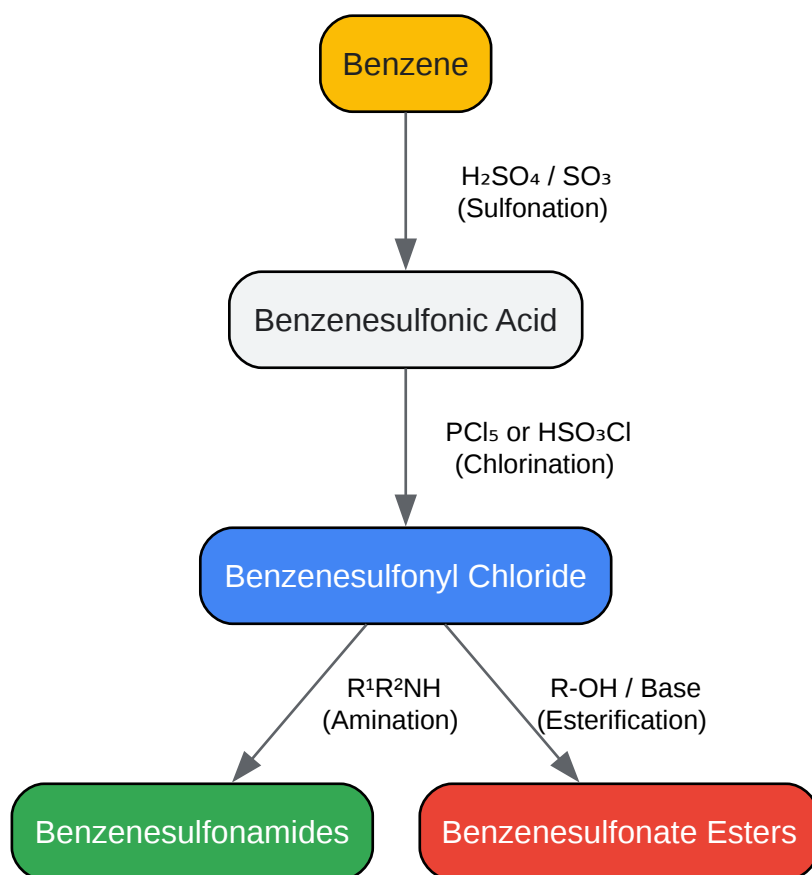 Benzene
H₂SO₄ / SO₃
(Sulfonation)
Benzenesulfonic Acid
PCl₅ or HSO₃Cl
(Chlorination)
Benzenesulfonyl Chloride
R¹R²NH
(Amination)
R-OH / Base
(Esterification)
Benzenesulfonamides
Benzenesulfonate Esters